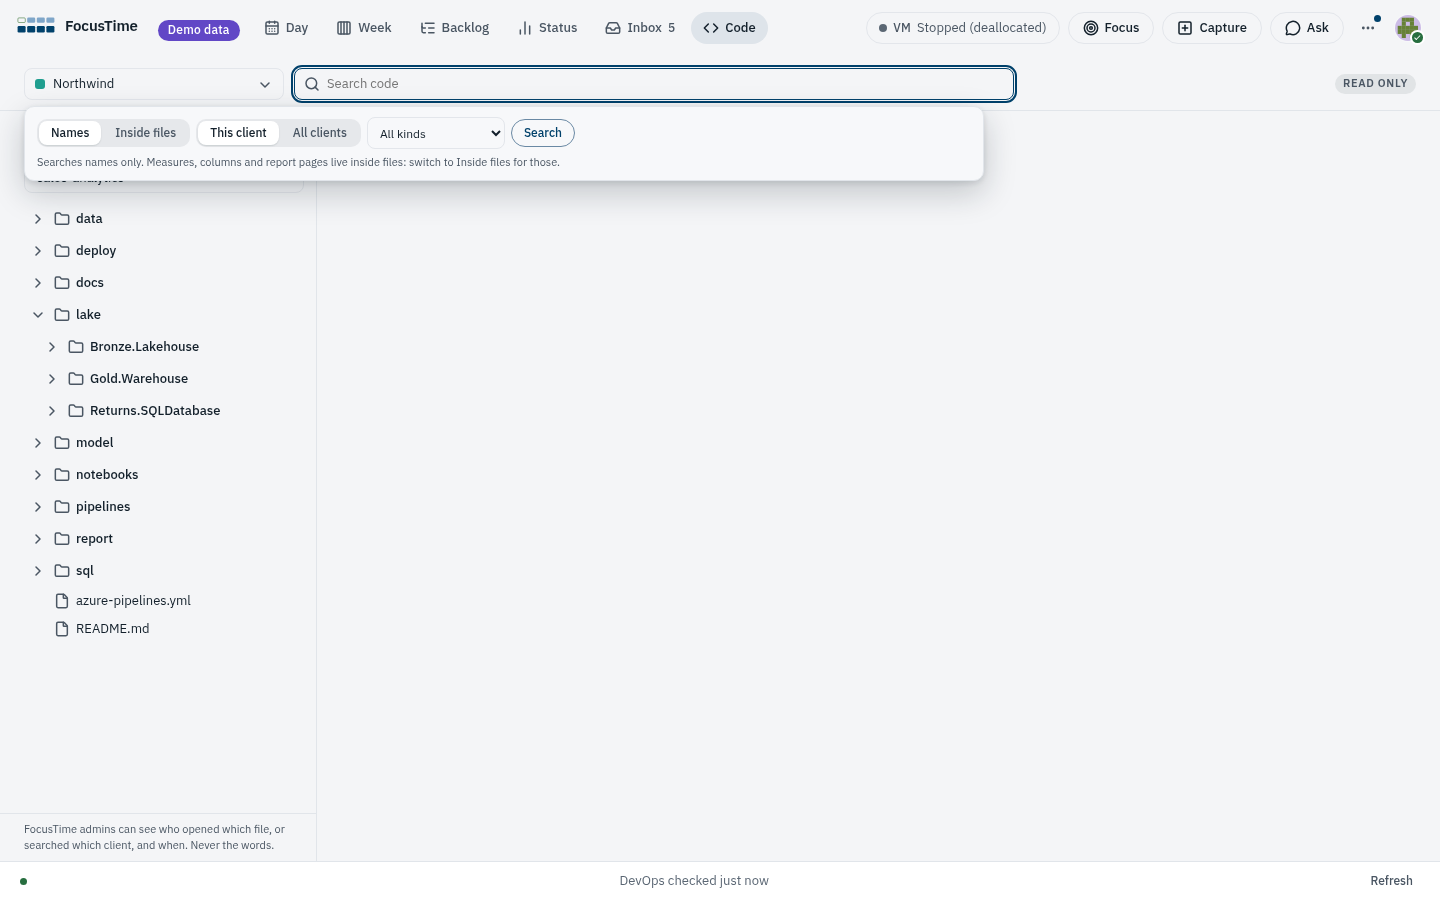 FocusTime
Demo data
Day
Week
Backlog
Status
Inbox 5
Code
VM Stopped (deallocated)
Focus
Capture
Ask
Northwind
Search code
READ ONLY
Names
Inside files
This client
All clients
All kinds
Search
Searches names only. Measures, columns and report pages live inside files: switch to Inside files for those.
data
deploy
docs
lake
Bronze.Lakehouse
Gold.Warehouse
Returns.SQLDatabase
model
notebooks
pipelines
report
sql
azure-pipelines.yml
README.md
FocusTime admins can see who opened which file, or
searched which client, and when. Never the words.
DevOps checked just now
Refresh